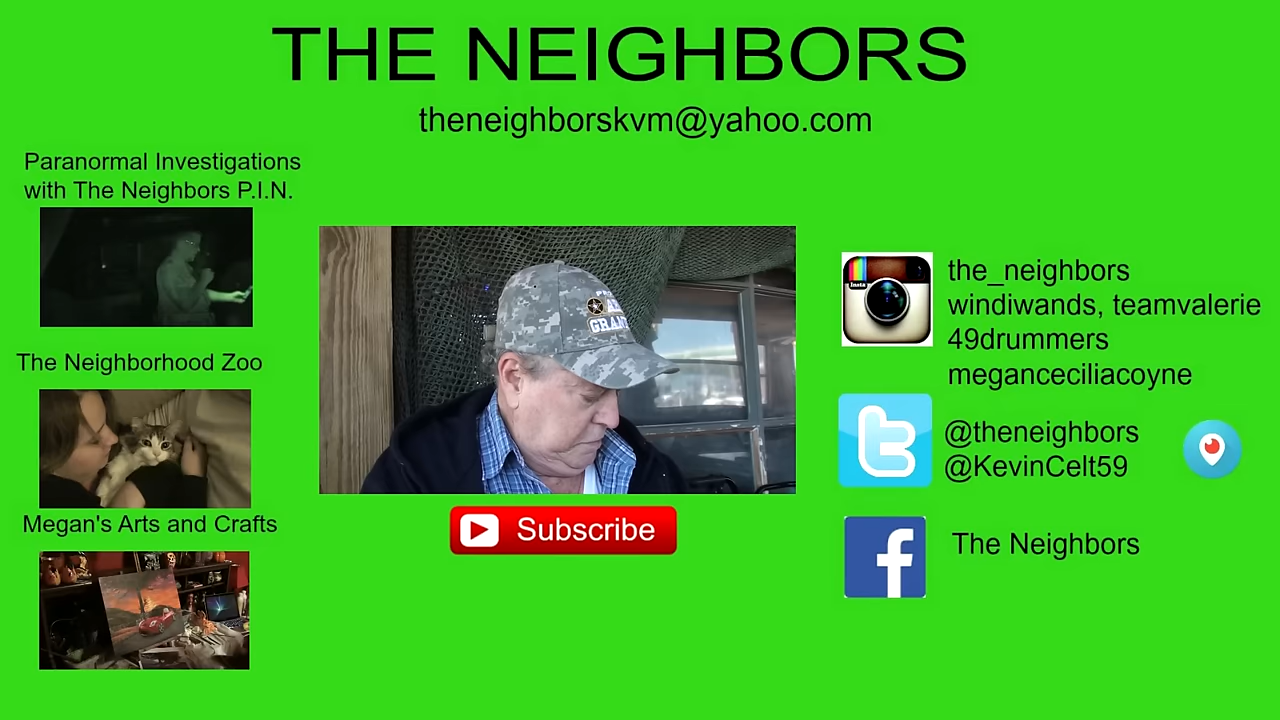 THE NEIGHBORS
theneighborskvm@yahoo.com
Paranormal Investigations
with The Neighbors P.I.N.
The Neighborhood Zoo
Megan's Arts and Crafts
Subscribe
Insta
the_neighbors
windiwands, teamvalerie
49drummers
meganceciliacoyne
@theneighbors
@KevinCelt59
The Neighbors